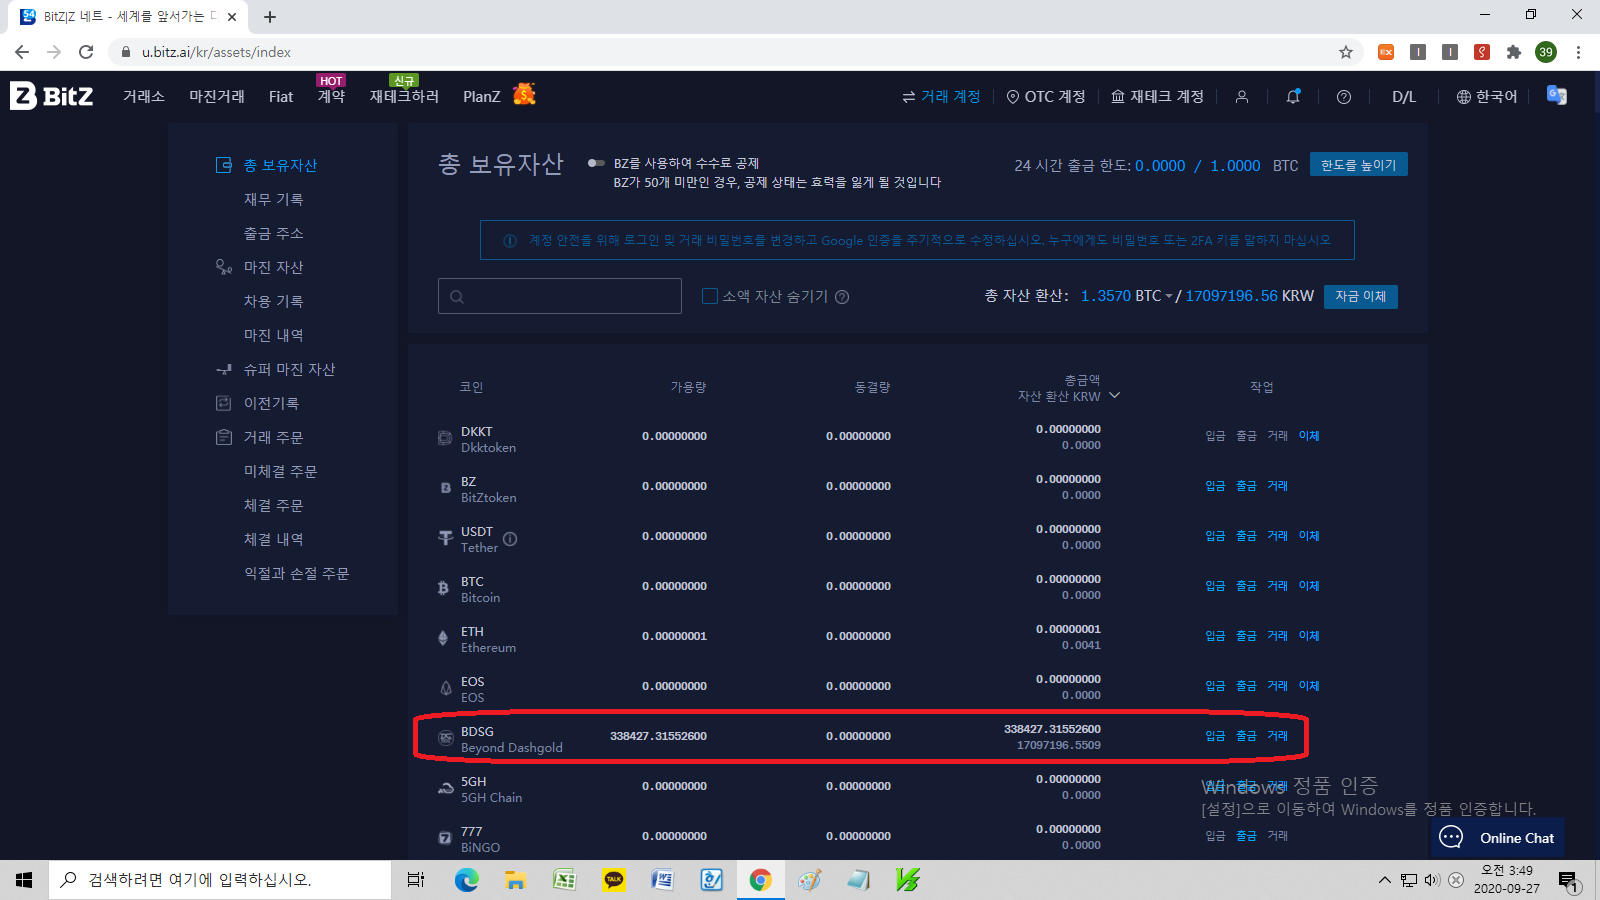 BitZ|Z 네트 - 세계를 앞서가는 디
u.bitz.ai/kr/assets/index
39
BitZ
거래소
마진거래
Fiat
HOT
계약
신규
재테크하러
PlanZ
거래 계정
OTC 계정
재테크 계정
D/L
한국어
총 보유자산
재무 기록
출금 주소
마진 자산
차용 기록
마진 내역
슈퍼 마진 자산
이전기록
거래 주문
미체결 주문
체결 주문
체결 내역
익절과 손절 주문
총 보유자산
BZ를 사용하여 수수료 공제
BZ가 50개 미만인 경우, 공제 상태는 효력을 잃게 될 것입니다
24 시간 출금 한도: 0.0000 / 1.0000 BTC
한도를 높이기
계정 안전을 위해 로그인 및 거래 비밀번호를 변경하고 Google 인증을 주기적으로 수정하십시오, 누구에게도 비밀번호 또는 2FA 키를 말하지 마십시오
소액 자산 숨기기
총 자산 환산: 1.3570 BTC / 17097196.56 KRW
자금 이체
코인 가용량 동결량 총금액 작업
자산 환산 KRW
DKKT 0.00000000 0.00000000 0.00000000 입금 출금 거래 이체
Dkktoken 0.0000
BZ 0.00000000 0.00000000 0.00000000 입금 출금 거래
BitZtoken 0.0000
USDT 0.00000000 0.00000000 0.00000000 입금 출금 거래 이체
Tether 0.0000
BTC 0.00000000 0.00000000 0.00000000 입금 출금 거래 이체
Bitcoin 0.0000
ETH 0.00000001 0.00000000 0.00000001 입금 출금 거래 이체
Ethereum 0.0041
EOS 0.00000000 0.00000000 0.00000000 입금 출금 거래 이체
EOS 0.0000
BDSG 338427.31552600 0.00000000 338427.31552600 입금 출금 거래
Beyond Dashgold 17097196.5509
5GH 0.00000000 0.00000000 0.00000000 입금 출금 거래
5GH Chain 0.0000
777 0.00000000 0.00000000 0.00000000 입금 출금 거래
BiNGO 0.0000
Windows 정품 인증
[설정]으로 이동하여 Windows를 정품 인증합니다.
Online Chat
검색하려면 여기에 입력하십시오.
TALK
오전 3:49
2020-09-27
1